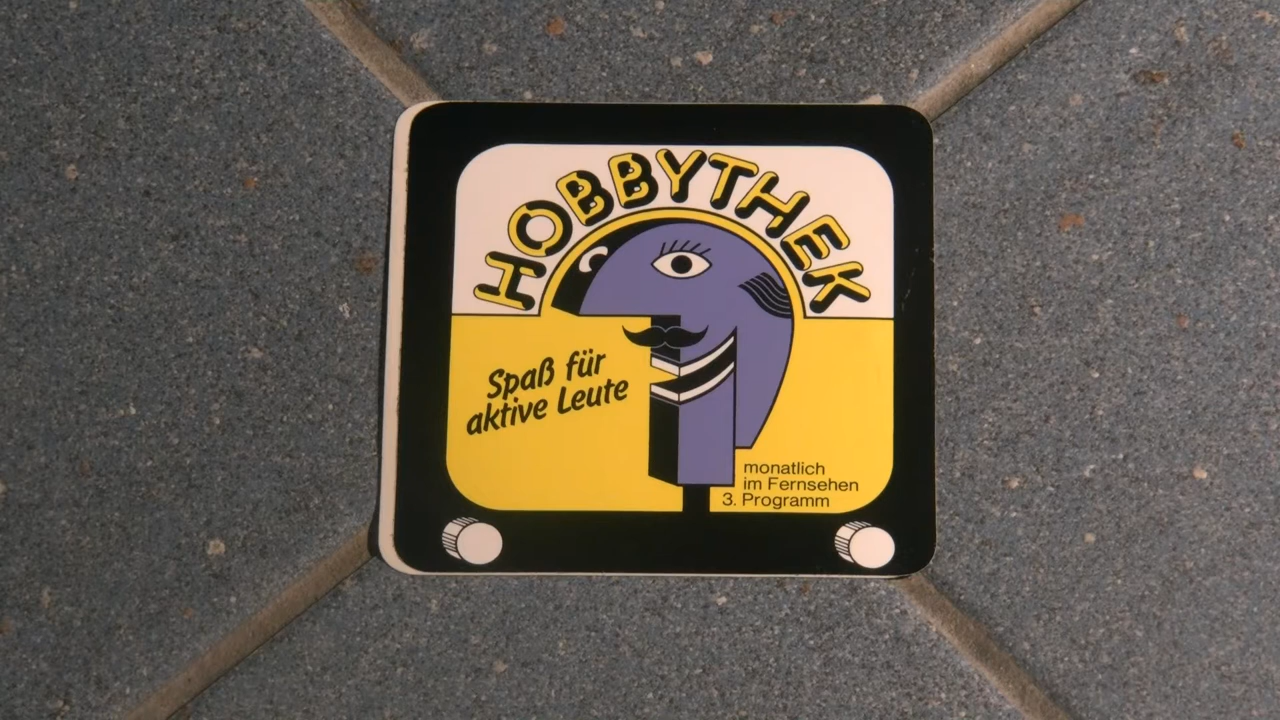 HOBBYTHEK
Spaß für
aktive Leute
monatlich
im Fernsehen
3. Programm